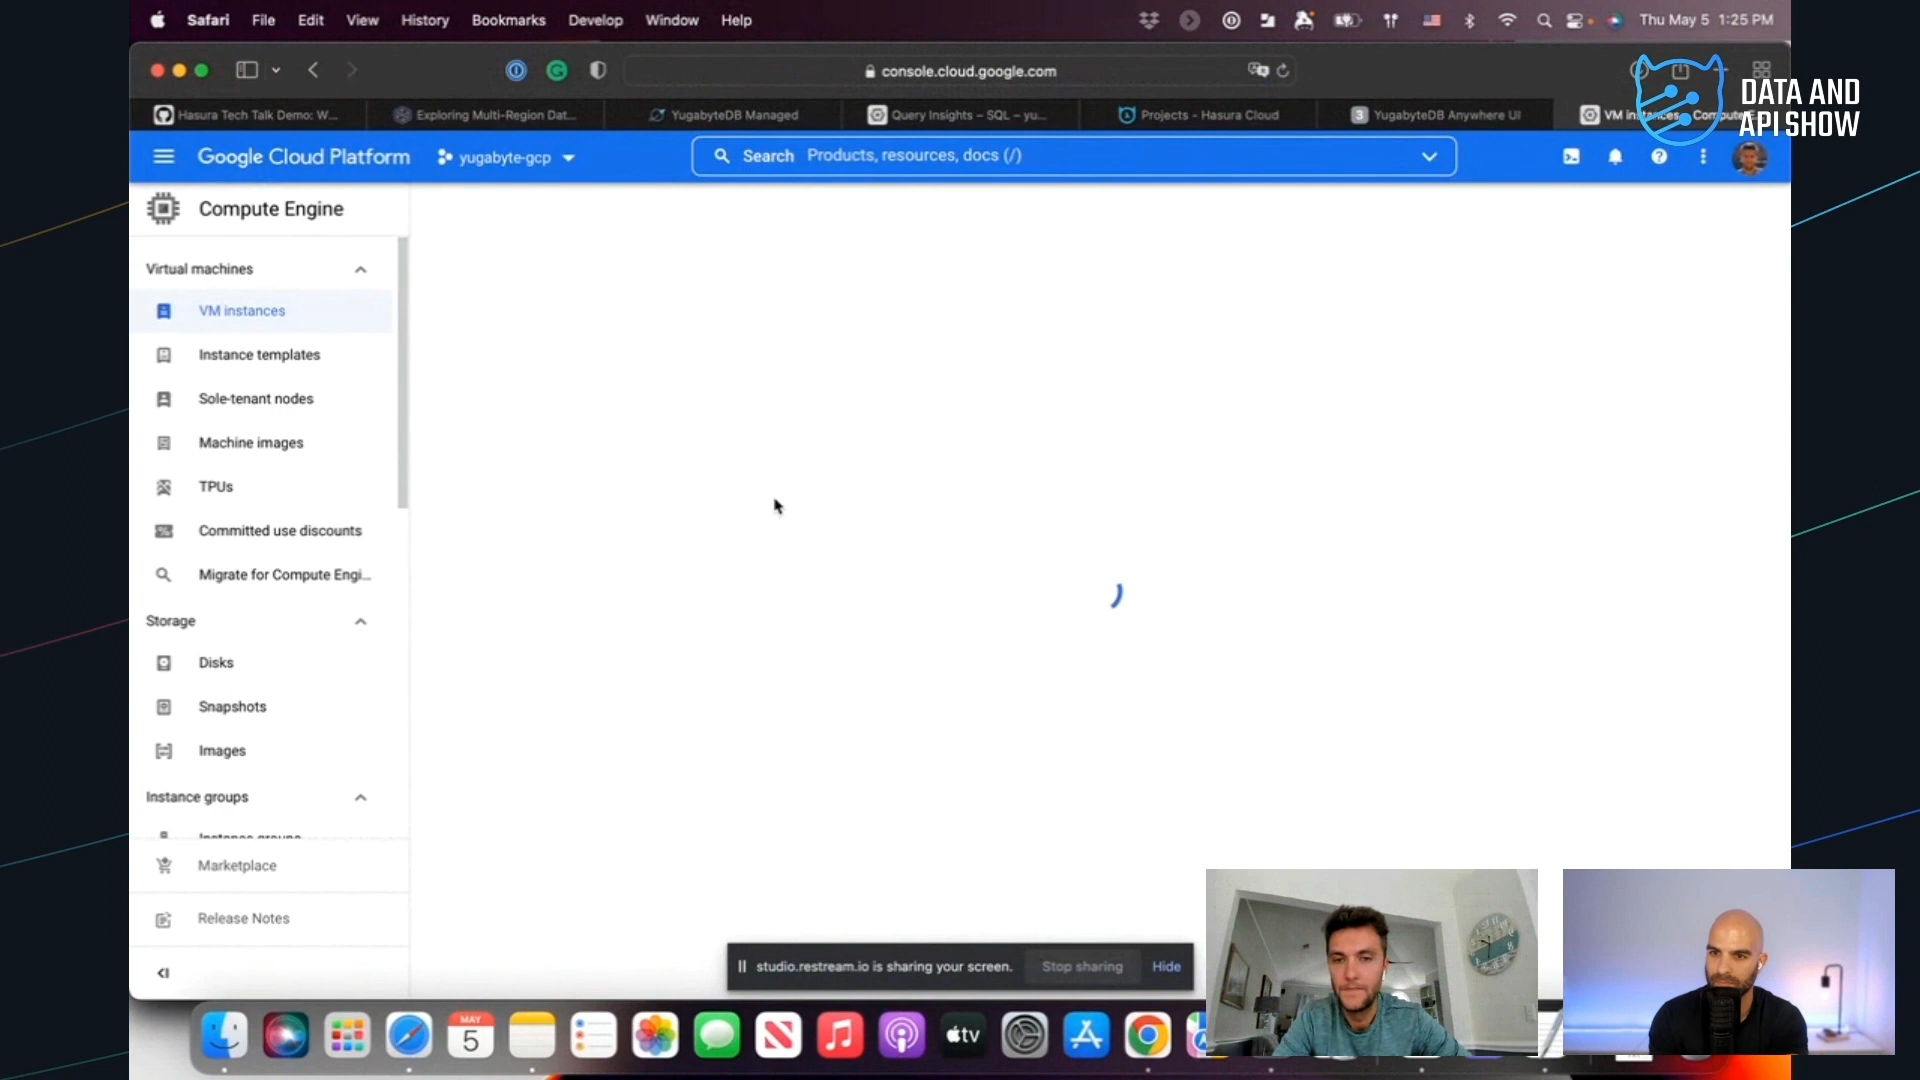 Safari File Edit View History Bookmarks Develop Window Help Thu May 5 1:25 PM
console.cloud.google.com
Hasura Tech Talk Demo: W... Exploring Multi-Region Dat... YugabyteDB Managed Query Insights – SQL – yu... Projects - Hasura Cloud 3 YugabyteDB Anywhere UI
DATA AND
API SHOW
Google Cloud Platform yugabyte-gcp Search Products, resources, docs (/)
Compute Engine
Virtual machines
VM instances
Instance templates
Sole-tenant nodes
Machine images
TPUs
Committed use discounts
Migrate for Compute Engi...
Storage
Disks
Snapshots
Images
Instance groups
Instance groups
Marketplace
Release Notes
studio.restream.io is sharing your screen. Stop sharing Hide
MAY
5
tv